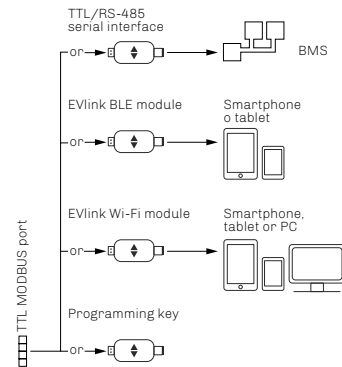 TTL/RS-485
serial interface
or
BMS
EVlink BLE module
Smartphone
o tablet
or
EVlink Wi-Fi module
Smartphone,
tablet or PC
or
Programming key
or
TTL MODBUS port